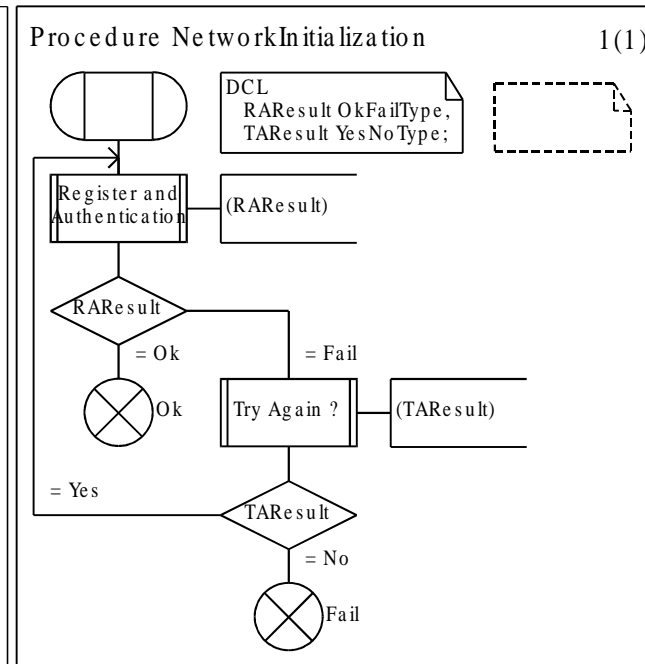 Procedure NetworkInitialization 1(1)
DCL
RAResult OkFailType,
TAResult YesNoType;
Register and
Authentication
(RAResult)
RAResult
= Ok
= Fail
Ok
Try Again ?
(TAResult)
= Yes
TAResult
= No
Fail